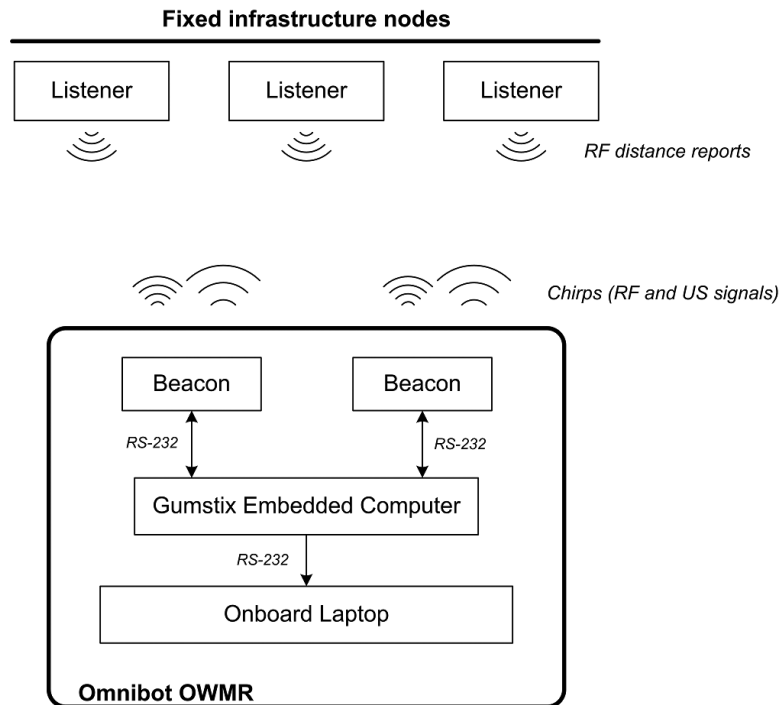 Fixed infrastructure nodes
Listener
Listener
Listener
RF distance reports
Chirps (RF and US signals)
Beacon
Beacon
RS-232
RS-232
Gumstix Embedded Computer
RS-232
Onboard Laptop
Omnibot OWMR